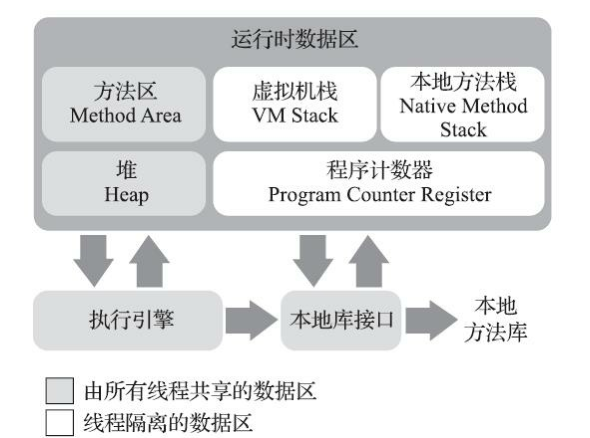 运行时数据区
方法区
Method Area
虚拟机栈
VM Stack
本地方法栈
Native Method
Stack
堆
Heap
程序计数器
Program Counter Register
执行引擎
本地库接口
本地
方法库
由所有线程共享的数据区
线程隔离的数据区